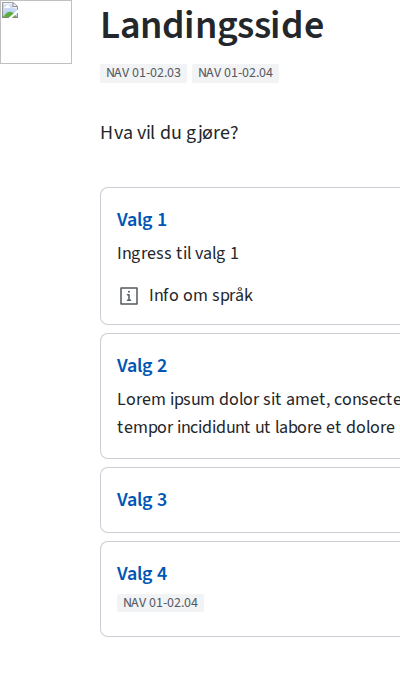 Landingsside
NAV 01-02.03 NAV 01-02.04
Hva vil du gjøre?
Valg 1
Ingress til valg 1
Info om språk
Valg 2
Lorem ipsum dolor sit amet, consecte
tempor incididunt ut labore et dolore
Valg 3
Valg 4
NAV 01-02.04